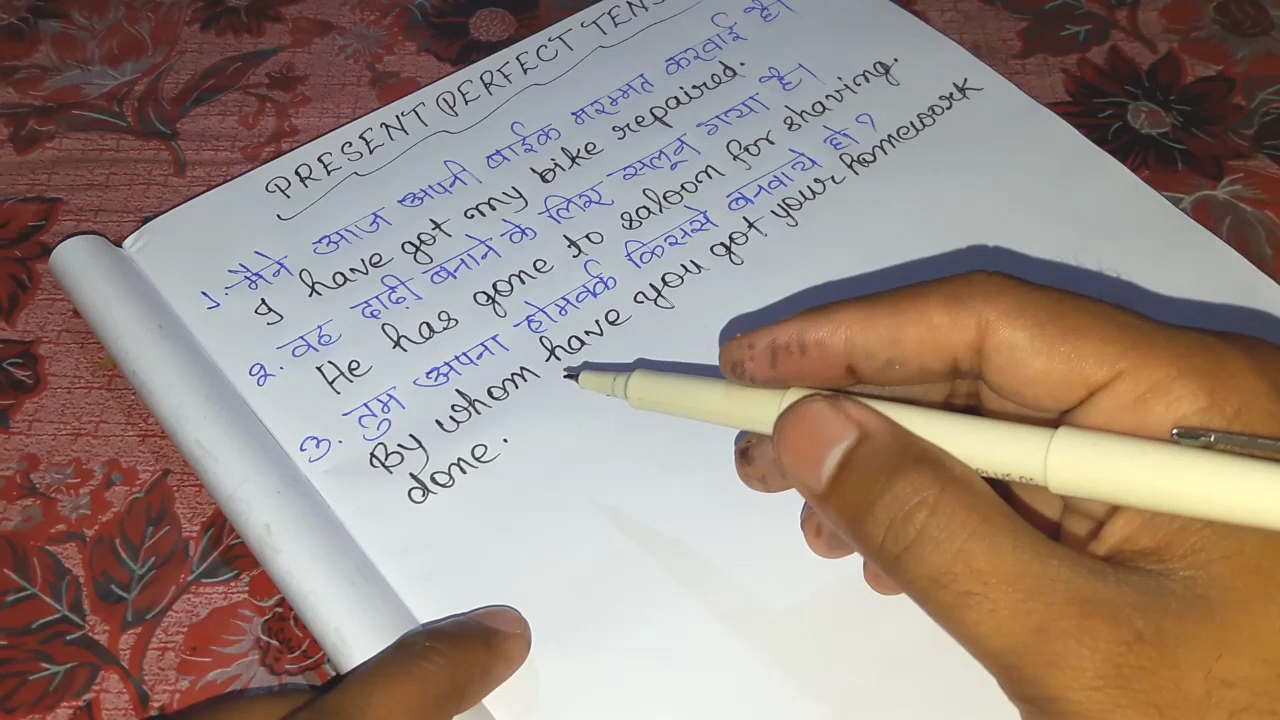 PRESENT PERFECT TENS
1. मैने आज अपनी बाईक मरम्मत करवाई है।
I have got my bike repaired.
2. वह दाढ़ी बनाने के लिए सलून गया है।
He has gone to saloon for shaving.
3. तुम अपना होमवर्क किससे बनवाये हो?
By whom have you got your homework
done.